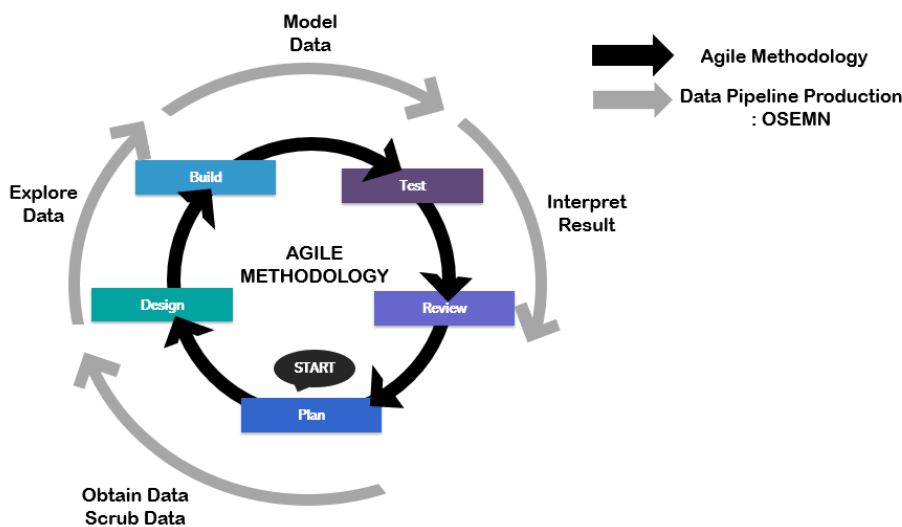 Model
Data
Agile Methodology
Data Pipeline Production
: OSEMN
Build
Test
Explore
Data
Interpret
Result
AGILE
METHODOLOGY
Design
Review
START
Plan
Obtain Data
Scrub Data